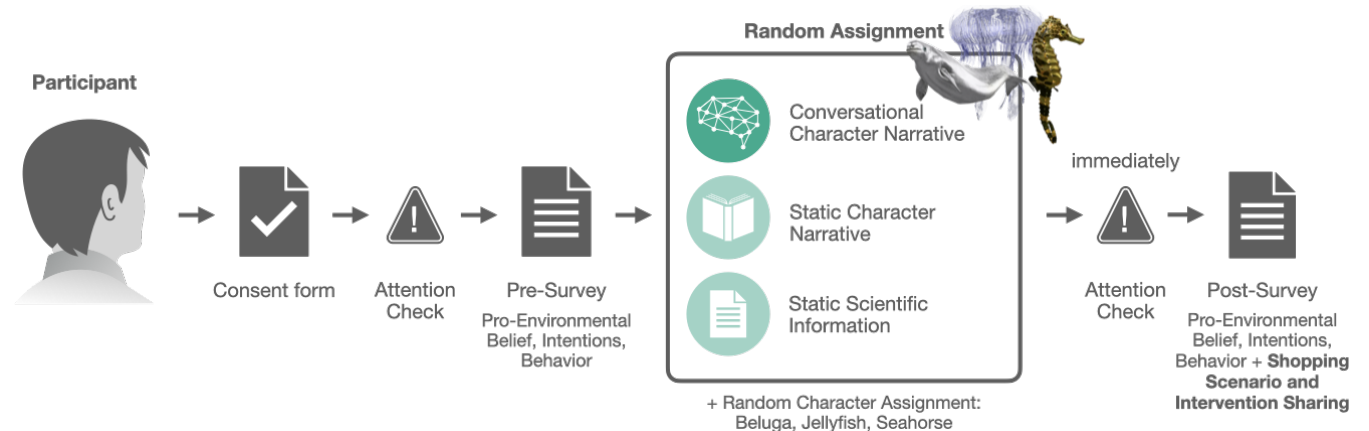 Participant
Consent form
Attention
Check
Pre-Survey
Pro-Environmental
Belief, Intentions,
Behavior
Random Assignment
Conversational
Character Narrative
Static Character
Narrative
Static Scientific
Information
+ Random Character Assignment:
Beluga, Jellyfish, Seahorse
immediately
Attention
Check
Post-Survey
Pro-Environmental
Belief, Intentions,
Behavior + Shopping
Scenario and
Intervention Sharing